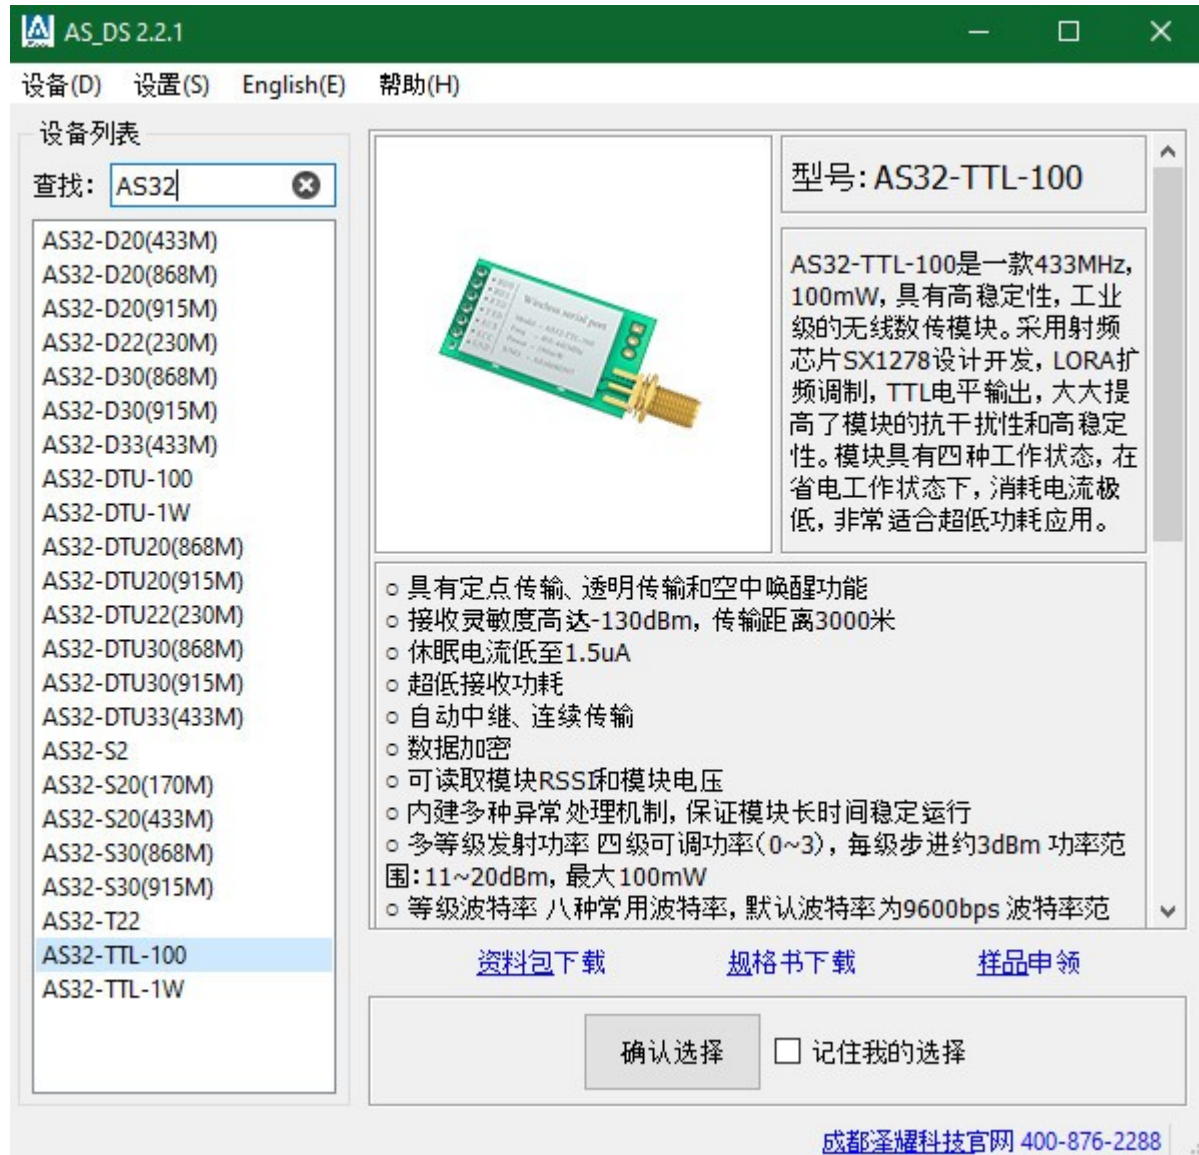 AS_DS 2.2.1
设备(D) 设置(S) English(E) 帮助(H)
设备列表
查找: AS32
AS32-D20(433M)
AS32-D20(868M)
AS32-D20(915M)
AS32-D22(230M)
AS32-D30(868M)
AS32-D30(915M)
AS32-D33(433M)
AS32-DTU-100
AS32-DTU-1W
AS32-DTU20(868M)
AS32-DTU20(915M)
AS32-DTU22(230M)
AS32-DTU30(868M)
AS32-DTU30(915M)
AS32-DTU33(433M)
AS32-S2
AS32-S20(170M)
AS32-S20(433M)
AS32-S30(868M)
AS32-S30(915M)
AS32-T22
AS32-TTL-100
AS32-TTL-1W
Wireless serial port
型号: AS32-TTL-100
AS32-TTL-100是一款433MHz,
100mW, 具有高稳定性, 工业
级的无线数传模块。采用射频
芯片SX1278设计开发, LORA扩
频调制, TTL电平输出, 大大提
高了模块的抗干扰性和高稳定
性。模块具有四种工作状态, 在
省电工作状态下, 消耗电流极
低, 非常适合超低功耗应用。
○ 具有定点传输、透明传输和空中唤醒功能
○ 接收灵敏度高达-130dBm, 传输距离3000米
○ 休眠电流低至1.5uA
○ 超低接收功耗
○ 自动中继、连续传输
○ 数据加密
○ 可读取模块RSSI和模块电压
○ 内建多种异常处理机制, 保证模块长时间稳定运行
○ 多等级发射功率 四级可调功率(0~3), 每级步进约3dBm 功率范
围: 11~20dBm, 最大100mW
○ 等级波特率 八种常用波特率, 默认波特率为9600bps 波特率范
资料包下载 规格书下载 样品申领
确认选择 记住我的选择
成都泽耀科技官网 400-876-2288